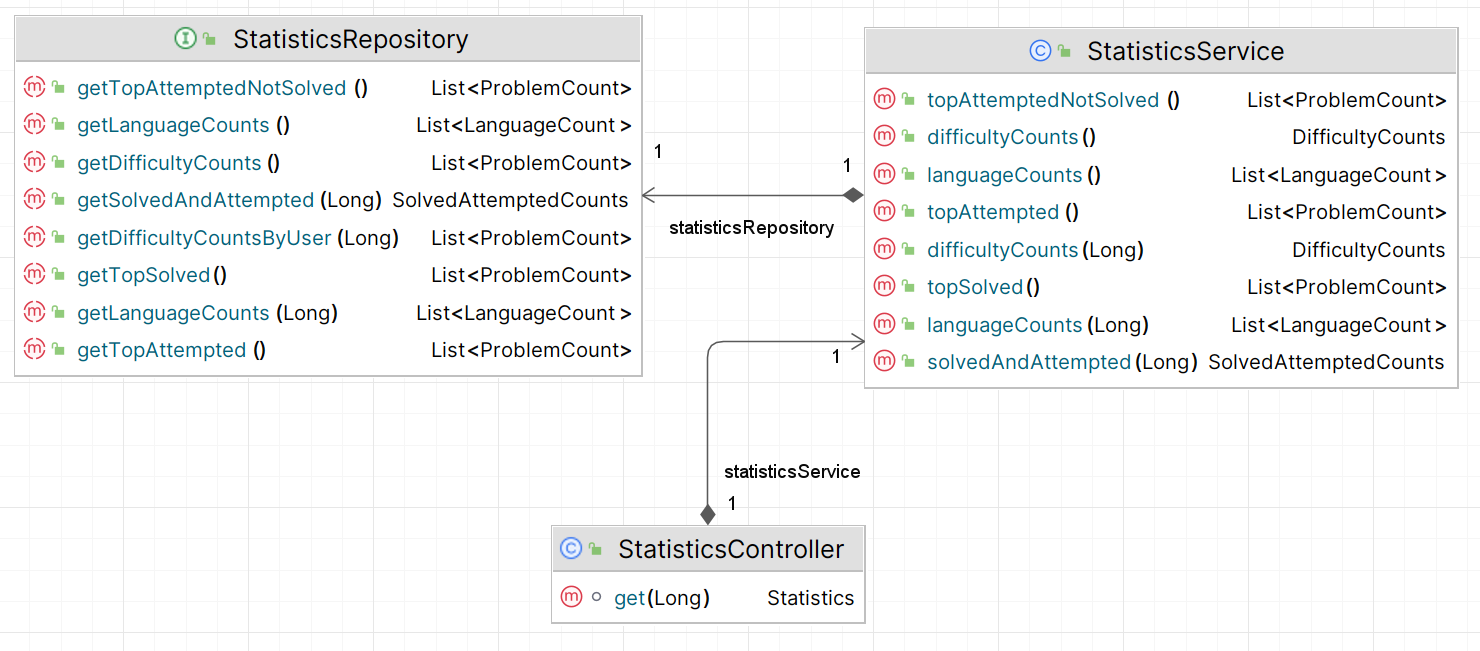 StatisticsRepository
getTopAttemptedNotSolved () List<ProblemCount>
getLanguageCounts () List<LanguageCount >
getDifficultyCounts () List<ProblemCount>
getSolvedAndAttempted (Long) SolvedAttemptedCounts
getDifficultyCountsByUser (Long) List<ProblemCount>
getTopSolved () List<ProblemCount>
getLanguageCounts (Long) List<LanguageCount >
getTopAttempted () List<ProblemCount>
1
1
statisticsRepository
StatisticsService
topAttemptedNotSolved () List<ProblemCount>
difficultyCounts () DifficultyCounts
languageCounts () List<LanguageCount >
topAttempted () List<ProblemCount>
difficultyCounts (Long) DifficultyCounts
topSolved () List<ProblemCount>
languageCounts (Long) List<LanguageCount >
solvedAndAttempted (Long) SolvedAttemptedCounts
1
statisticsService
1
StatisticsController
get (Long) Statistics